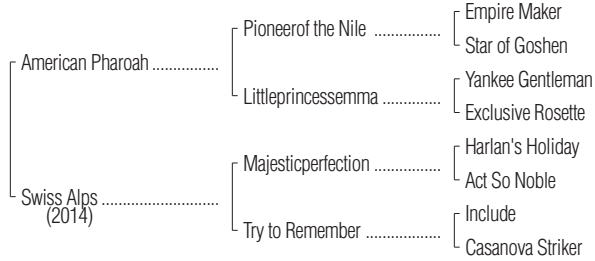 Empire Maker
Pioneerof the Nile ................
Star of Goshen
American Pharoah ................
Yankee Gentleman
Littleprincessemma ..............
Exclusive Rosette
Harlan's Holiday
Majesticperfection ................
Act So Noble
Swiss Alps ............................
(2014)
Include
Try to Remember ..................
Casanova Striker